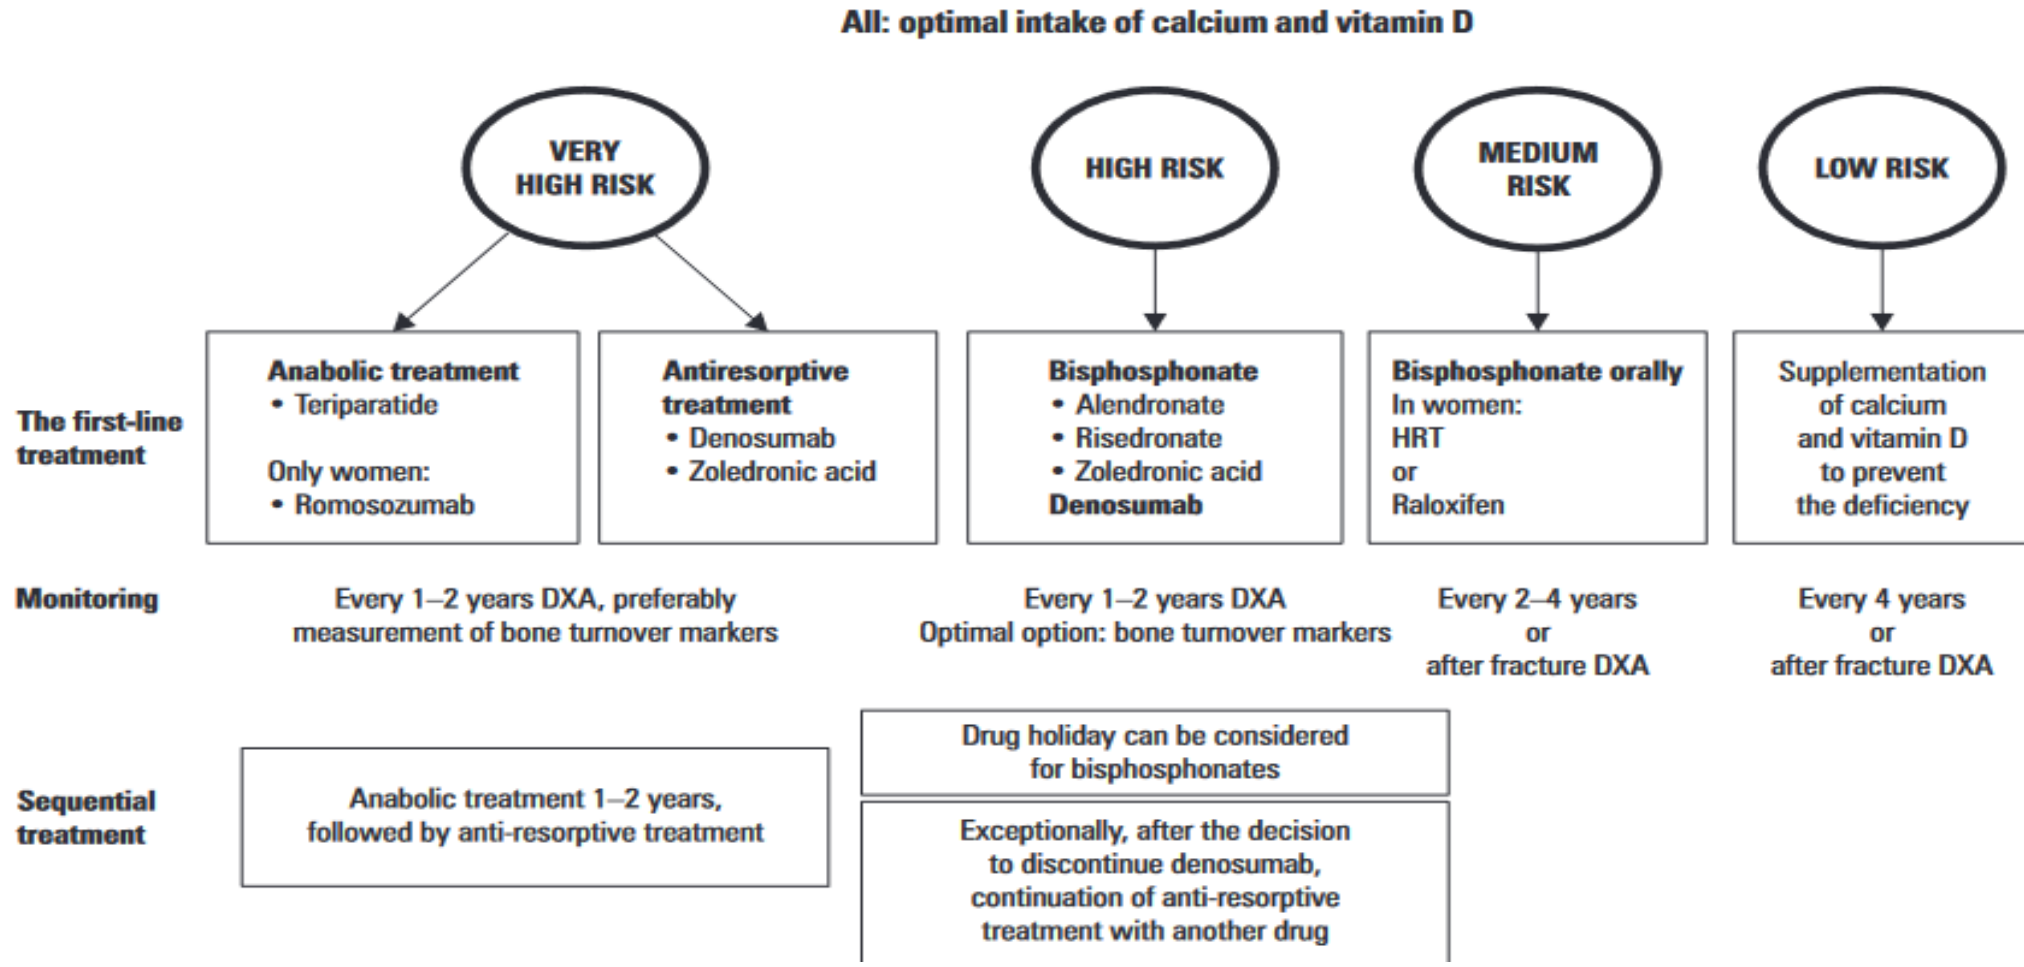 All: optimal intake of calcium and vitamin D
VERY
HIGH RISK
HIGH RISK
MEDIUM
RISK
LOW RISK
The first-line
treatment
Anabolic treatment
• Teriparatide
Only women:
• Romosozumab
Antiresorptive
treatment
• Denosumab
• Zoledronic acid
Bisphosphonate
• Alendronate
• Risedronate
• Zoledronic acid
Denosumab
Bisphosphonate orally
In women:
HRT
or
Raloxifen
Supplementation
of calcium
and vitamin D
to prevent
the deficiency
Monitoring
Every 1–2 years DXA, preferably
measurement of bone turnover markers
Every 1–2 years DXA
Optimal option: bone turnover markers
Every 2–4 years
or
after fracture DXA
Every 4 years
or
after fracture DXA
Sequential
treatment
Anabolic treatment 1–2 years,
followed by anti-resorptive treatment
Drug holiday can be considered
for bisphosphonates
Exceptionally, after the decision
to discontinue denosumab,
continuation of anti-resorptive
treatment with another drug